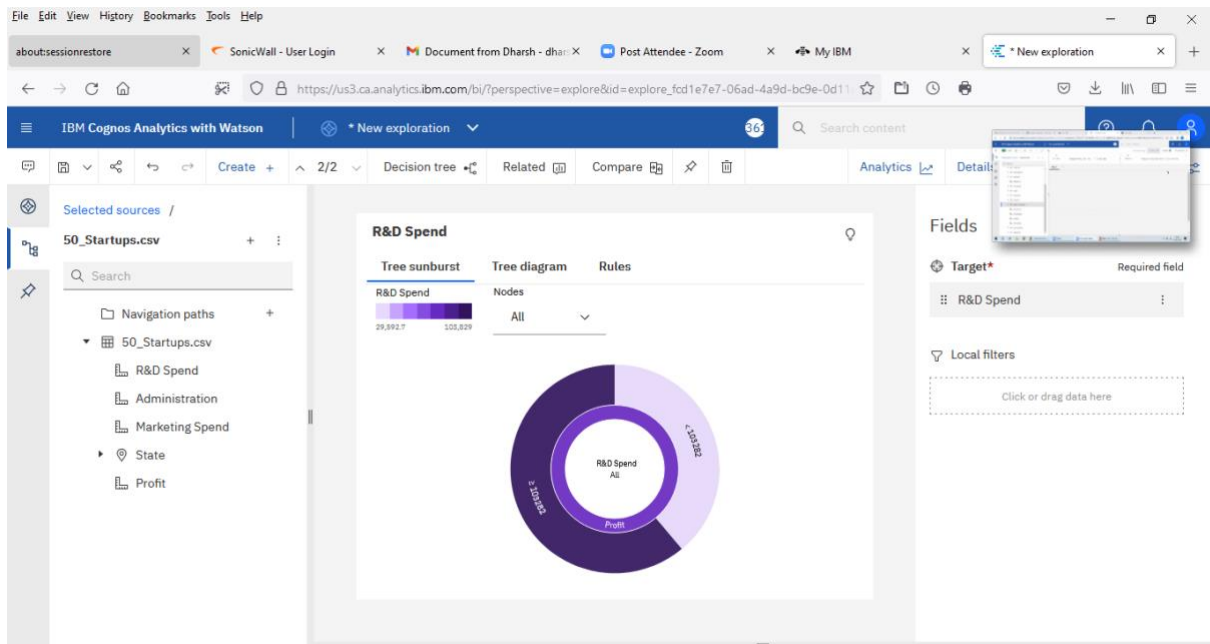 File Edit View History Bookmarks Tools Help
about:sessionrestore
SonicWall - User Login
Document from Dharsh - dhar
Post Attendee - Zoom
My IBM
* New exploration
https://us3.ca.analytics.ibm.com/bi/?perspective=explore&id=explore_fcd1e7e7-06ad-4a9d-bc9e-0d11
IBM Cognos Analytics with Watson
* New exploration
Search content
Create +
2/2
Decision tree
Related
Compare
Analytics
Details
Selected sources /
50_Startups.csv
Search
Navigation paths
50_Startups.csv
R&D Spend
Administration
Marketing Spend
State
Profit
R&D Spend
Tree sunburst Tree diagram Rules
R&D Spend
29,892.7 103,829
Nodes
All
< 103282
R&D Spend
All
≥ 103282
Profit
Fields
Target* Required field
R&D Spend
Local filters
Click or drag data here